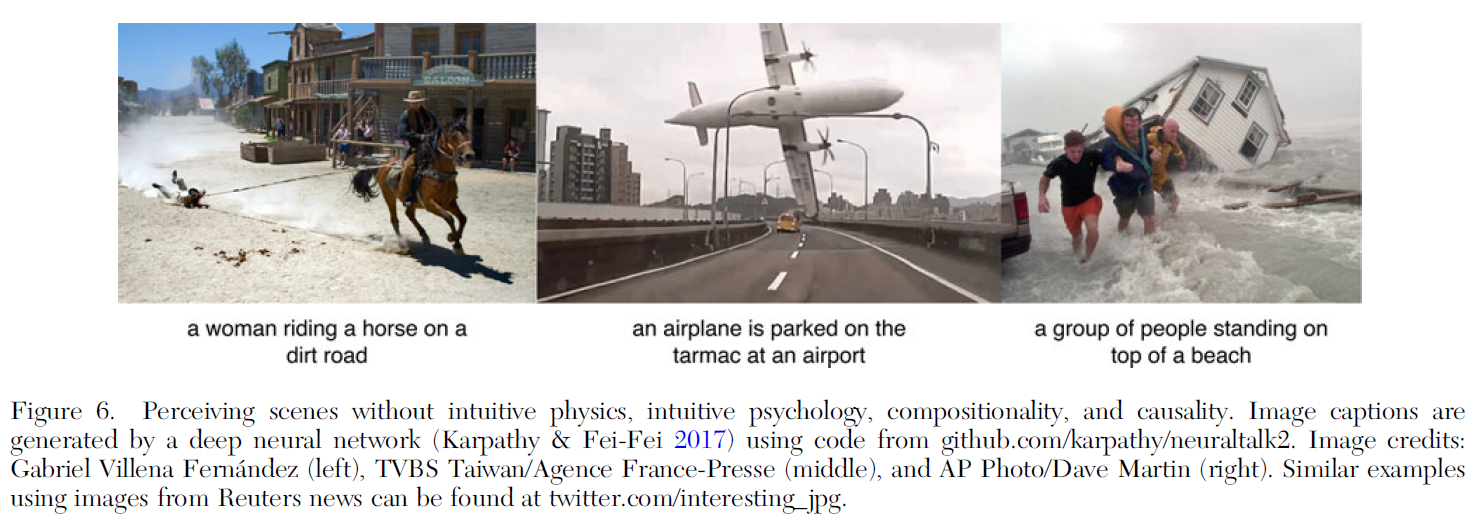 SALOON
a woman riding a horse on a
dirt road
an airplane is parked on the
tarmac at an airport
a group of people standing on
top of a beach
Figure 6. Perceiving scenes without intuitive physics, intuitive psychology, compositionality, and causality. Image captions are
generated by a deep neural network (Karpathy & Fei-Fei 2017) using code from github.com/karpathy/neuraltalk2. Image credits:
Gabriel Villena Fernández (left), TVBS Taiwan/Agence France-Presse (middle), and AP Photo/Dave Martin (right). Similar examples
using images from Reuters news can be found at twitter.com/interesting_jpg.